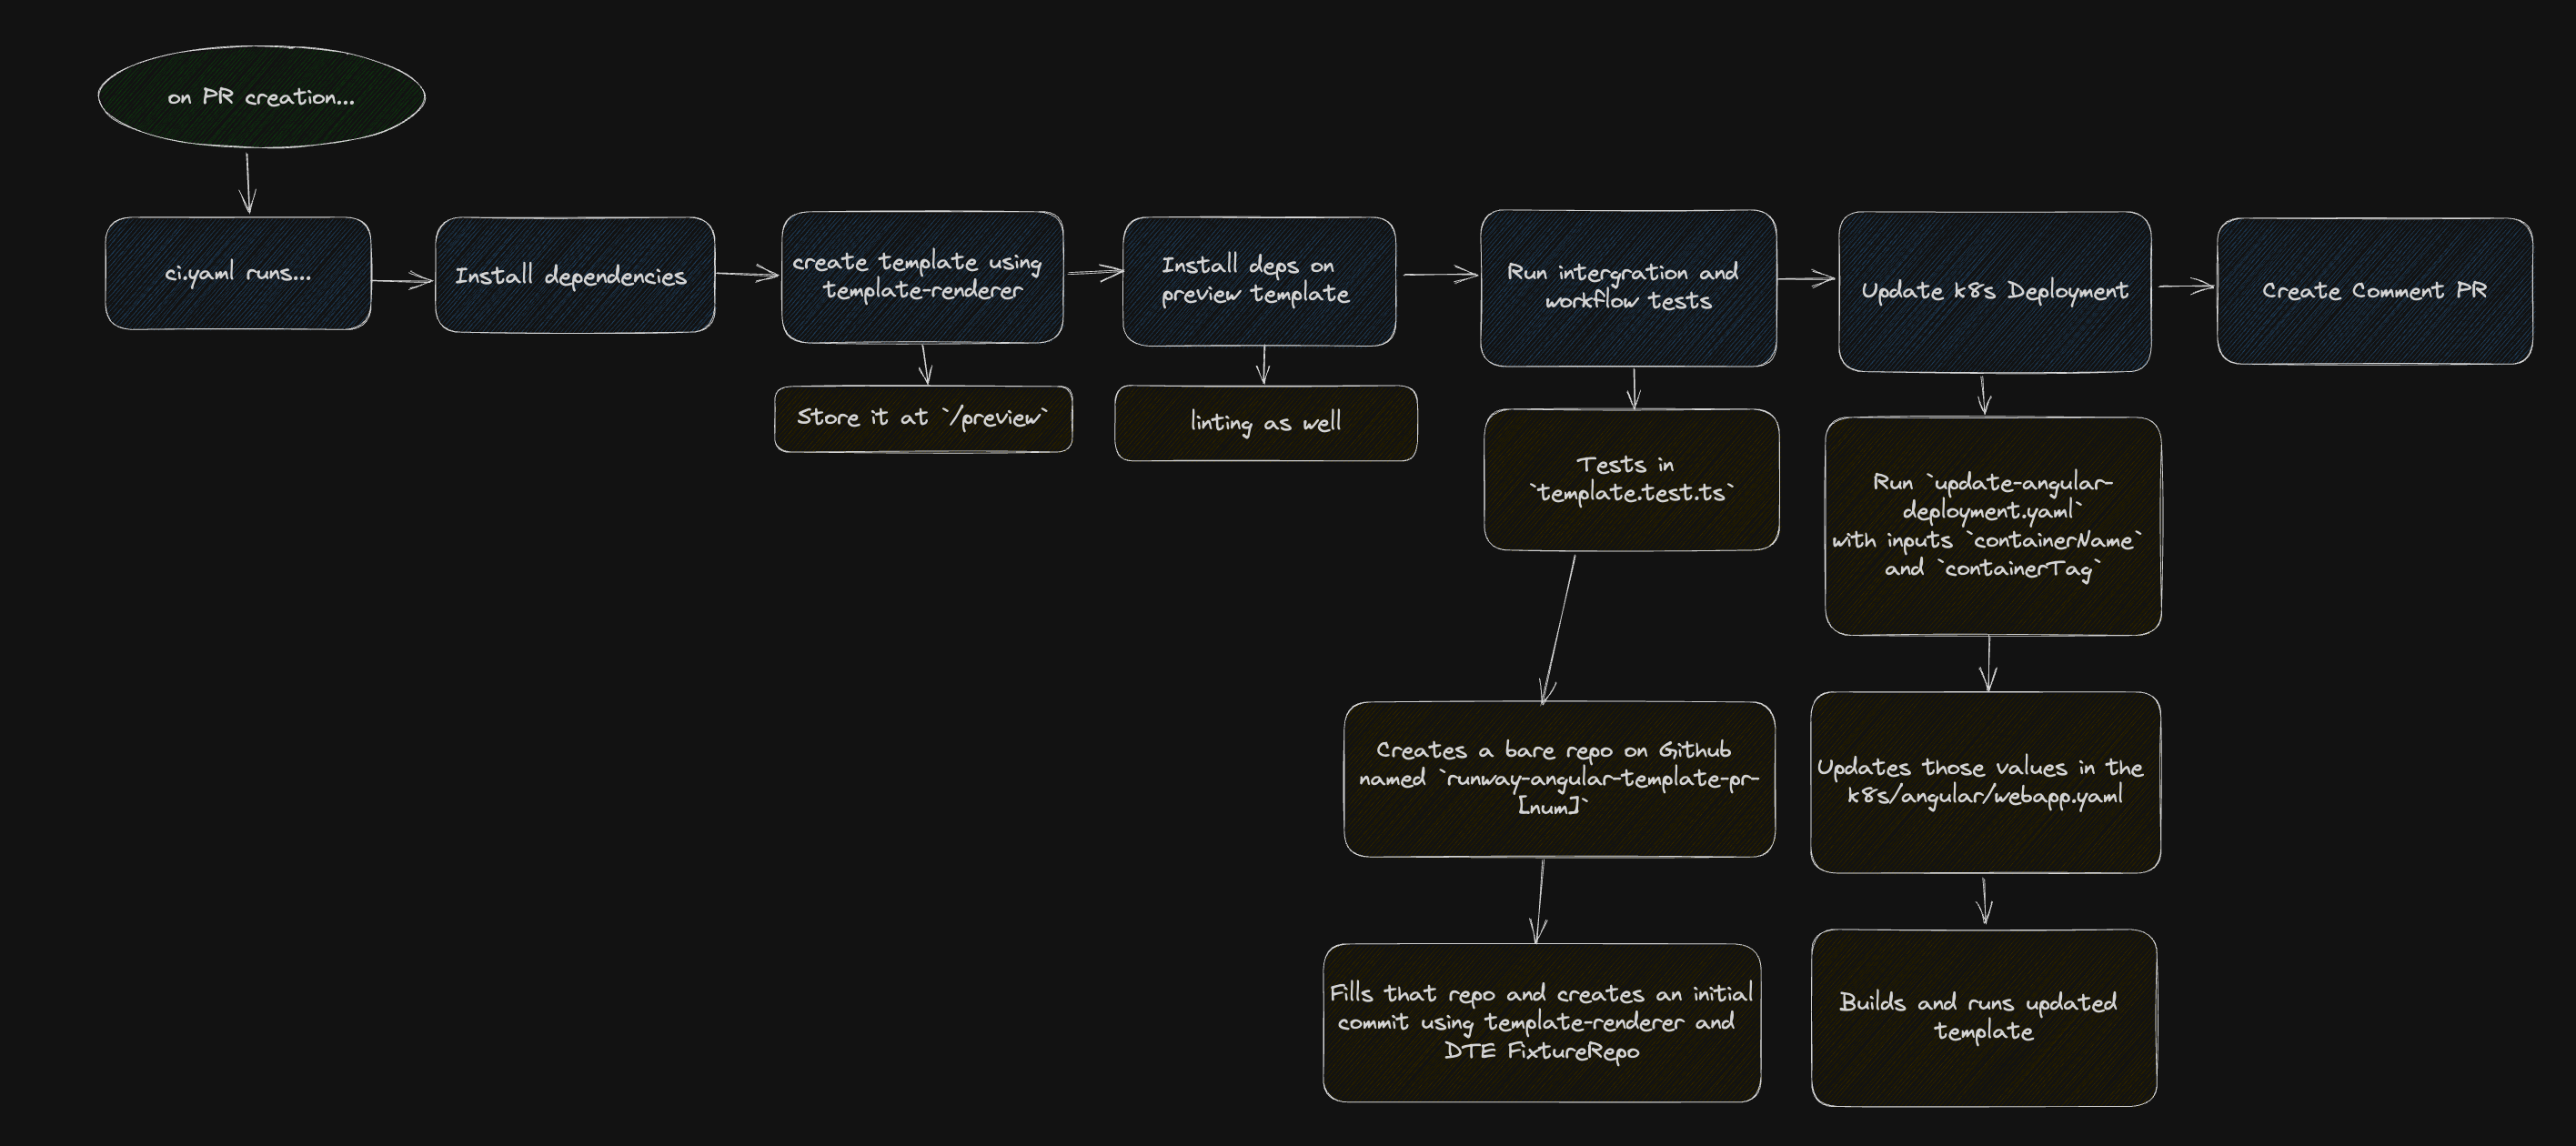 on PR creation...
ci.yaml runs...
Install dependencies
create template using
template-renderer
Install deps on
preview template
Run intergration and
workflow tests
Update k8s Deployment
Create Comment PR
Store it at `/preview`
linting as well
Tests in
`template.test.ts`
Run `update-angular-
deployment.yaml`
with inputs `containerName`
and `containerTag`
Creates a bare repo on Github
named `runway-angular-template-pr-
[num]`
Updates those values in the
k8s/angular/webapp.yaml
Fills that repo and creates an initial
commit using template-renderer and
DTE FixtureRepo
Builds and runs updated
template